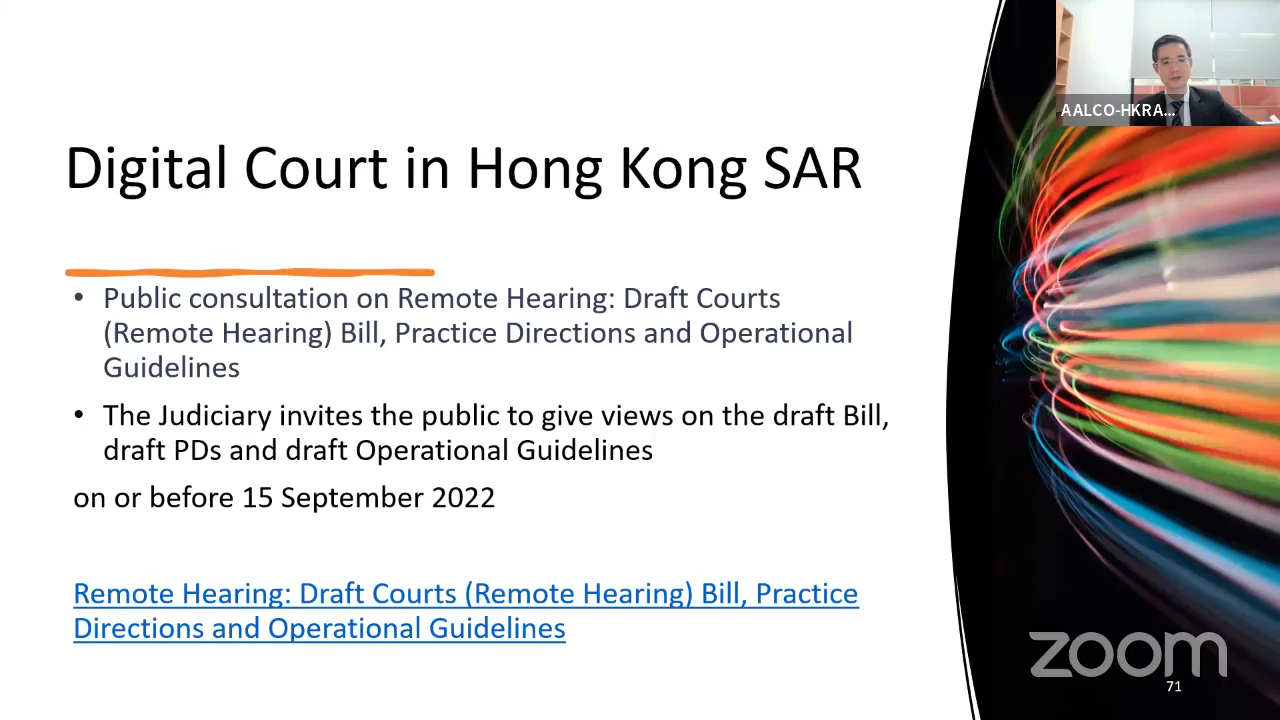 AALCO-HKRA...
Digital Court in Hong Kong SAR
• Public consultation on Remote Hearing: Draft Courts
(Remote Hearing) Bill, Practice Directions and Operational
Guidelines
• The Judiciary invites the public to give views on the draft Bill,
draft PDs and draft Operational Guidelines
on or before 15 September 2022
Remote Hearing: Draft Courts (Remote Hearing) Bill, Practice
Directions and Operational Guidelines
zoom
71